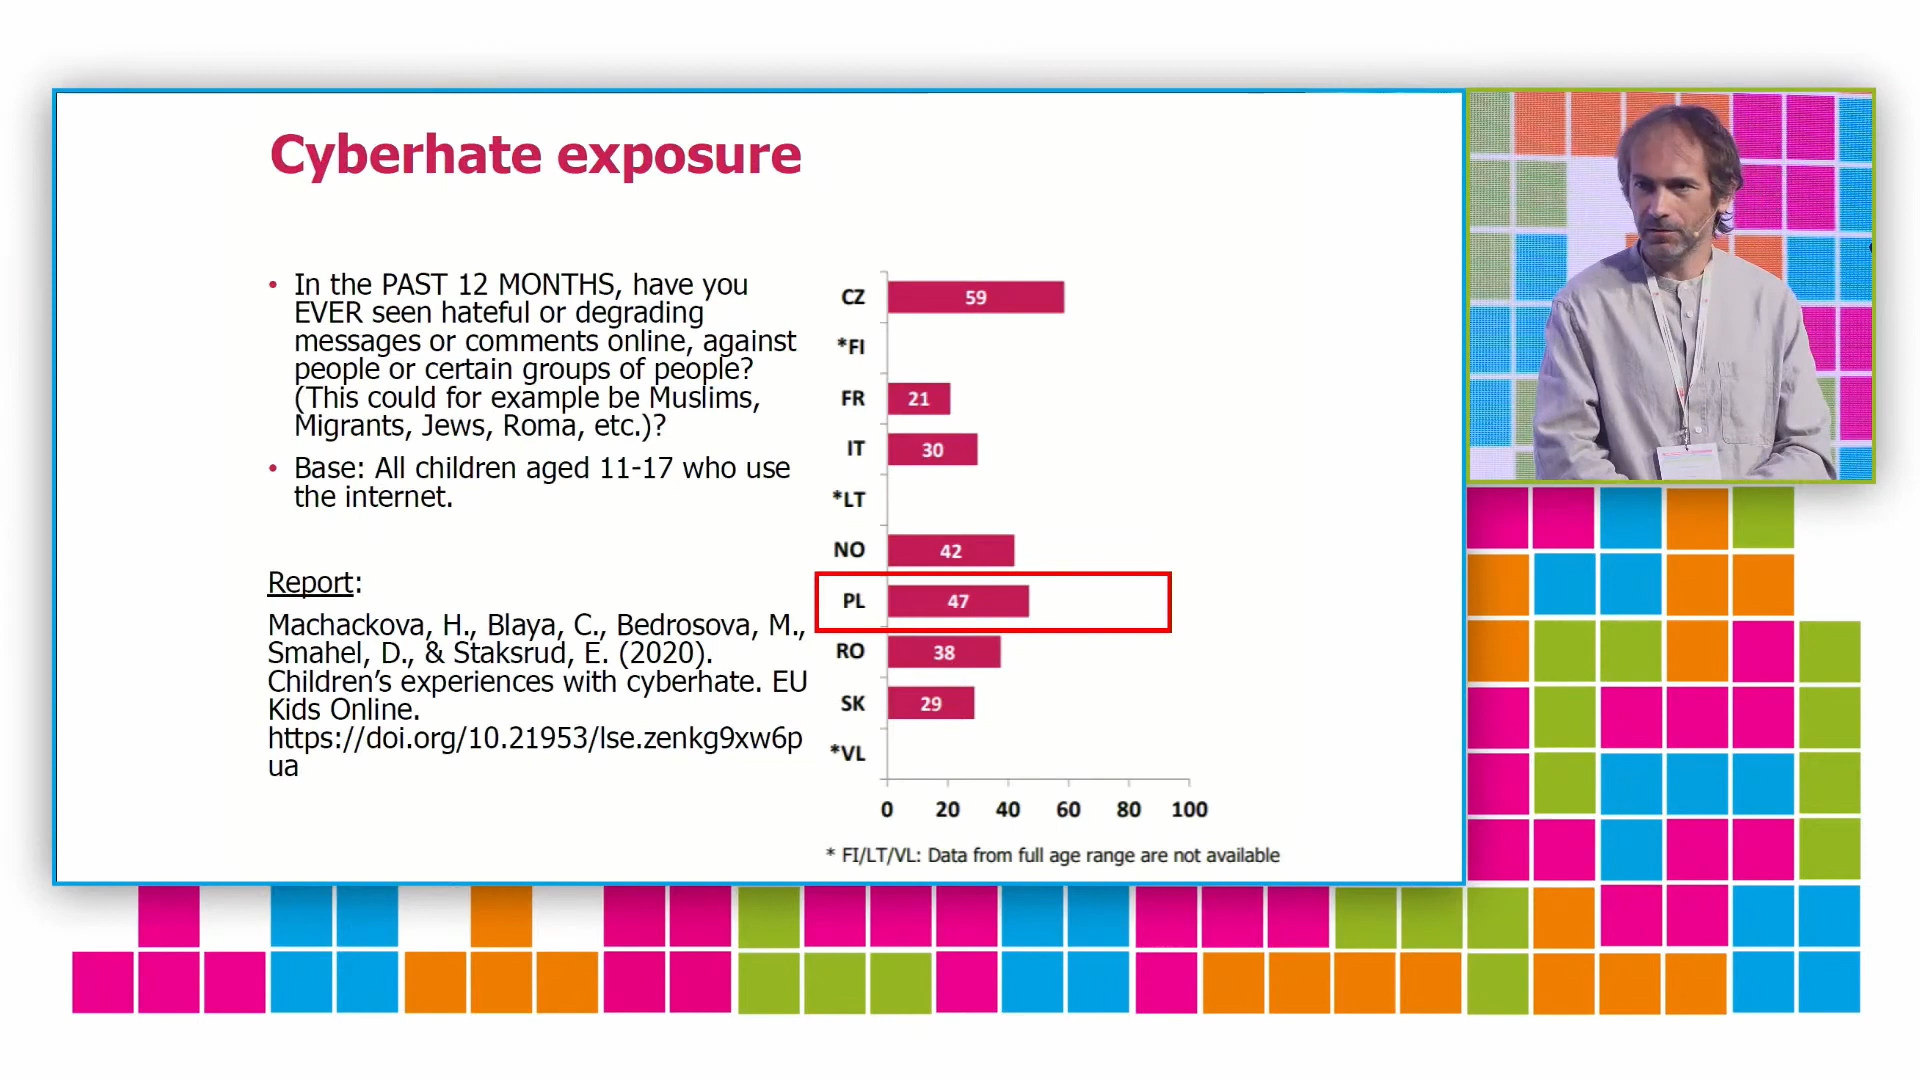 Cyberhate exposure
• In the PAST 12 MONTHS, have you
EVER seen hateful or degrading
messages or comments online, against
people or certain groups of people?
(This could for example be Muslims,
Migrants, Jews, Roma, etc.)?
• Base: All children aged 11-17 who use
the internet.
Report:
Machackova, H., Blaya, C., Bedrosova, M.,
Smahel, D., & Staksrud, E. (2020).
Children’s experiences with cyberhate. EU
Kids Online.
https://doi.org/10.21953/lse.zenkg9xw6p
ua
CZ 59
*FI
FR 21
IT 30
*LT
NO 42
PL 47
RO 38
SK 29
*VL
0 20 40 60 80 100
* FI/LT/VL: Data from full age range are not available